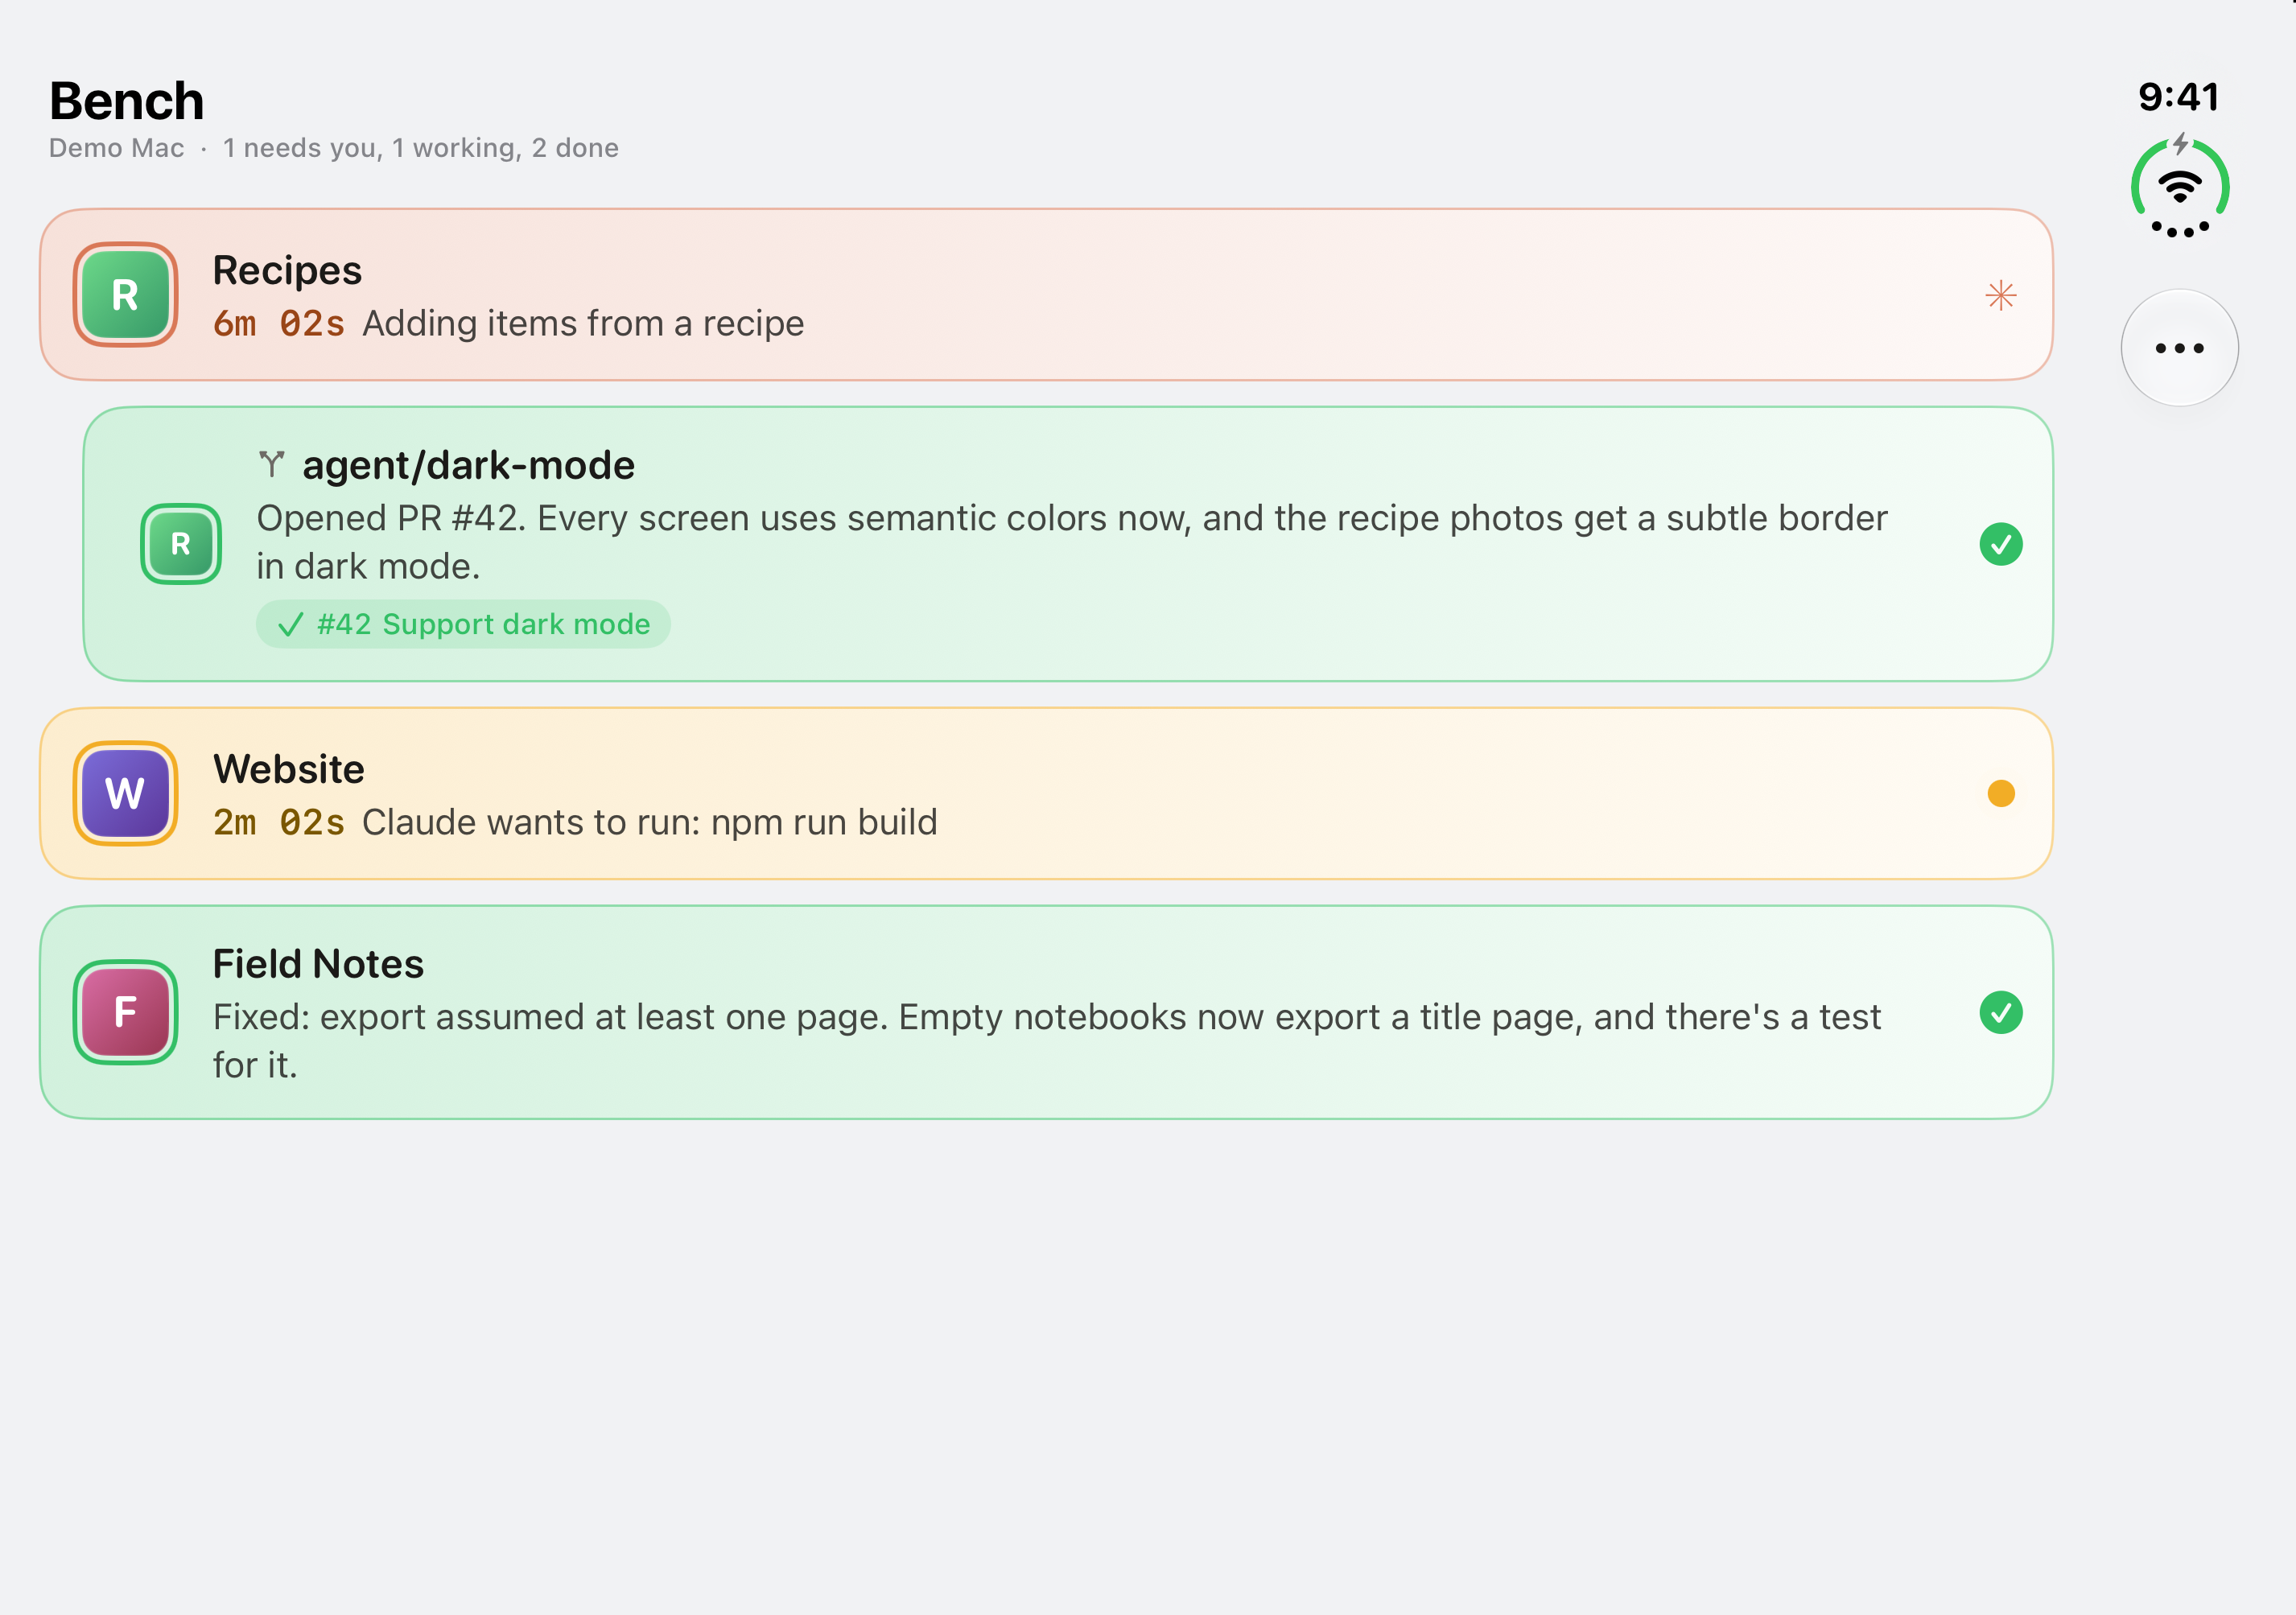 Bench
Demo Mac · 1 needs you, 1 working, 2 done
9:41
R
Recipes
6m 02s Adding items from a recipe
R
agent/dark-mode
Opened PR #42. Every screen uses semantic colors now, and the recipe photos get a subtle border
in dark mode.
#42 Support dark mode
W
Website
2m 02s Claude wants to run: npm run build
F
Field Notes
Fixed: export assumed at least one page. Empty notebooks now export a title page, and there's a test
for it.